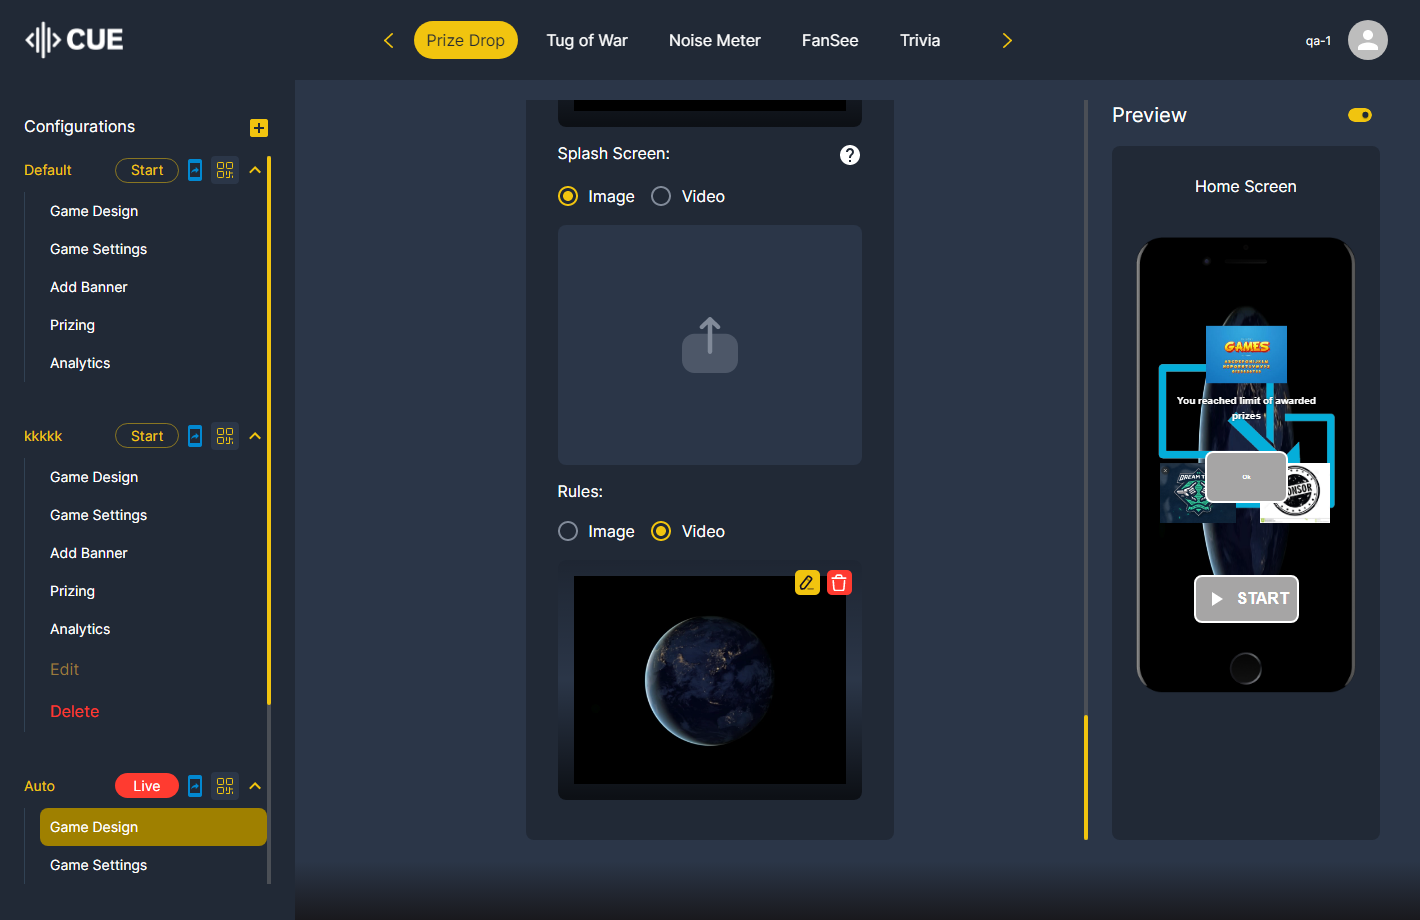 CUE
Prize Drop
Tug of War
Noise Meter
FanSee
Trivia
qa-1
Configurations
Default
Start
Game Design
Game Settings
Add Banner
Prizing
Analytics
kkkkk
Start
Game Design
Game Settings
Add Banner
Prizing
Analytics
Edit
Delete
Auto
Live
Game Design
Game Settings
Splash Screen:
Image
Video
Rules:
Image
Video
Preview
Home Screen
GAMES
You reached limit of awarded
prizes
DREAM
Ok
START